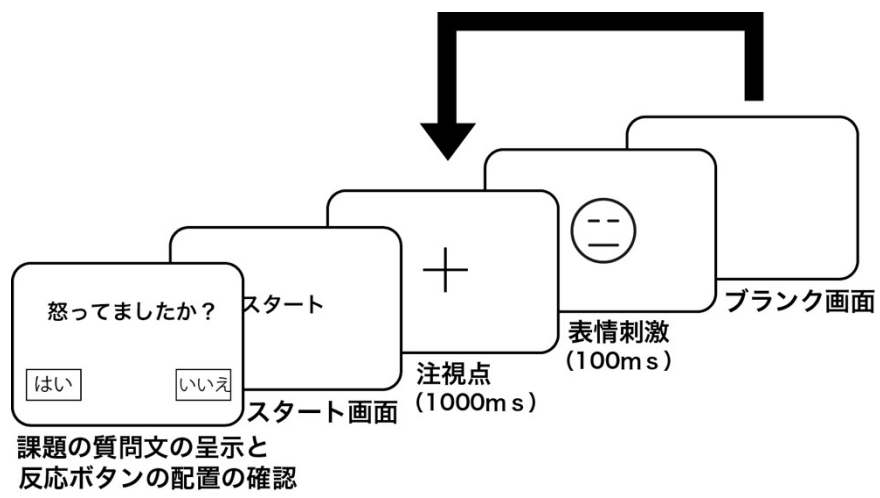 怒ってましたか？
はい
いいえ
課題の質問文の呈示と
反応ボタンの配置の確認
スタート
スタート画面
注視点
（1000ｍｓ）
表情刺激
（100ｍｓ）
ブランク画面